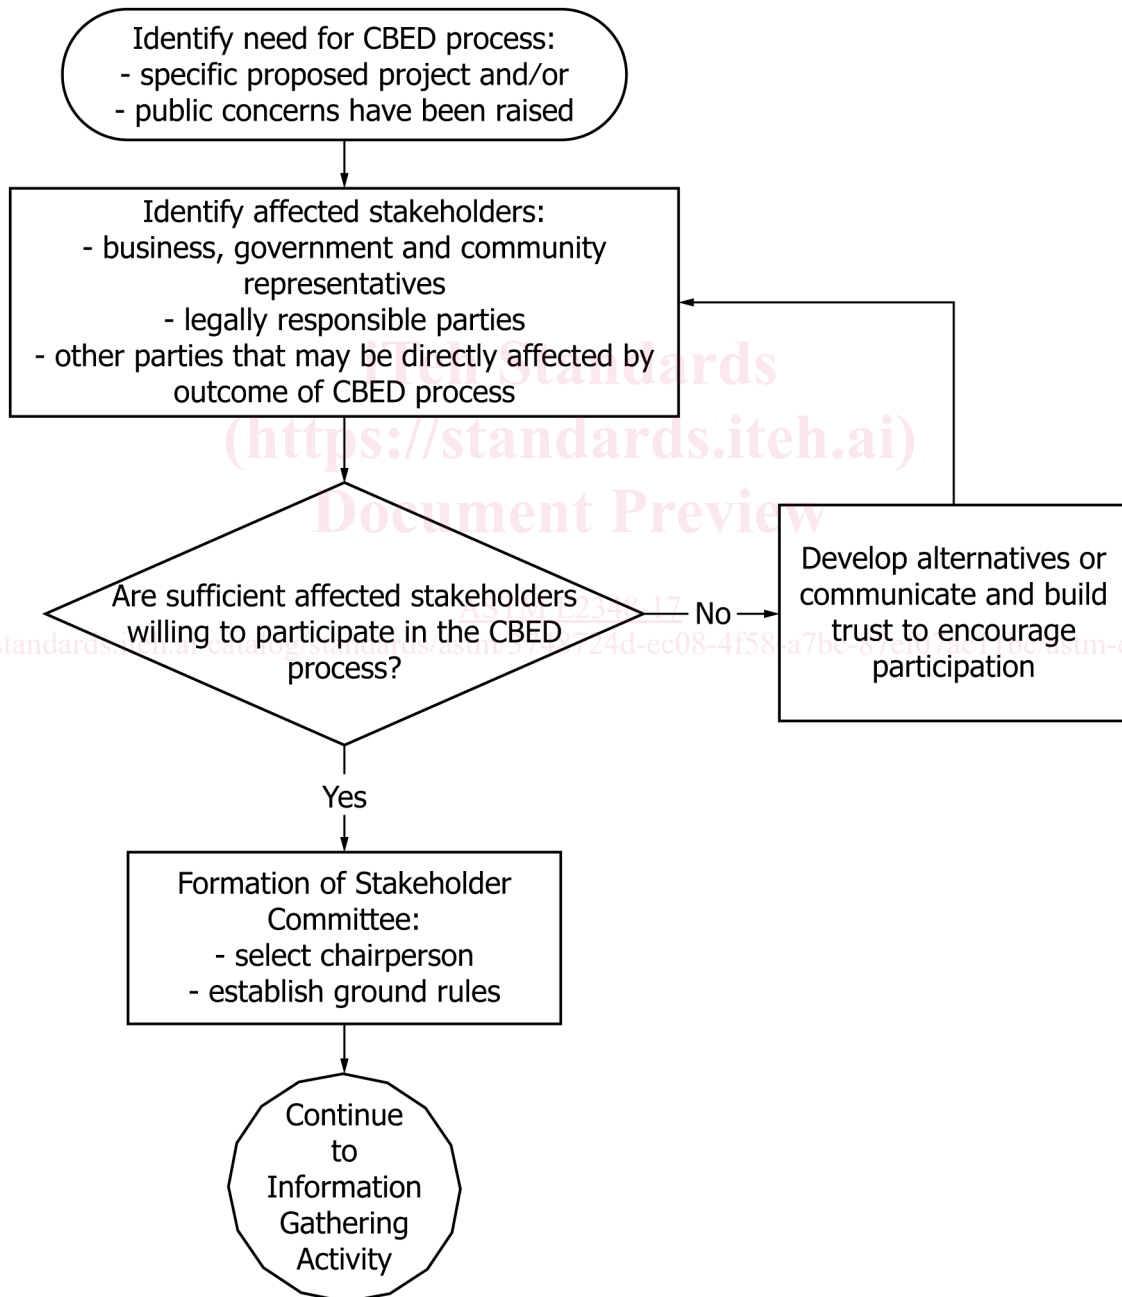 Identify need for CBED process:
- specific proposed project and/or
- public concerns have been raised
Identify affected stakeholders:
- business, government and community
representatives
- legally responsible parties
- other parties that may be directly affected by
outcome of CBED process
iTeh Standards
(https://standards.iteh.ai)
Document Preview
Are sufficient affected stakeholders
willing to participate in the CBED
process?
No
Develop alternatives or
communicate and build
trust to encourage
participation
ASTM E2348-17
Yes
Formation of Stakeholder
Committee:
- select chairperson
- establish ground rules
Continue
to
Information
Gathering
Activity